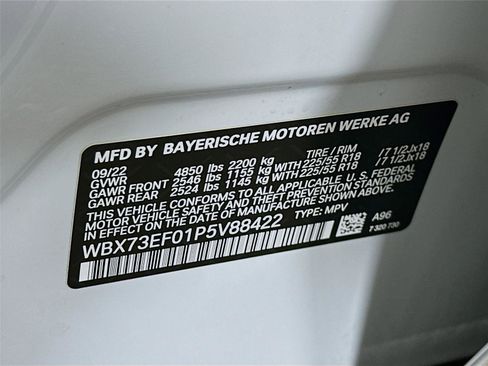 MFD BY BAYERISCHE MOTOREN WERKE AG
09/22 TIRE / RIM
GVWR 4850 lbs 2200 kg
GAWR FRONT 2546 lbs 1155 kg WITH 225/55 R18 /7 1/2Jx18
GAWR REAR 2524 lbs 1145 kg WITH 225/55 R18 /7 1/2Jx18
THIS VEHICLE CONFORMS TO ALL APPLICABLE U.S. FEDERAL
MOTOR VEHICLE SAFETY AND THEFT PREVENTION STANDARDS
IN EFFECT ON THE DATE OF MANUFACTURE SHOWN ABOVE.
WBX73EF01P5V88422 TYPE: MPV A96
7 320 730